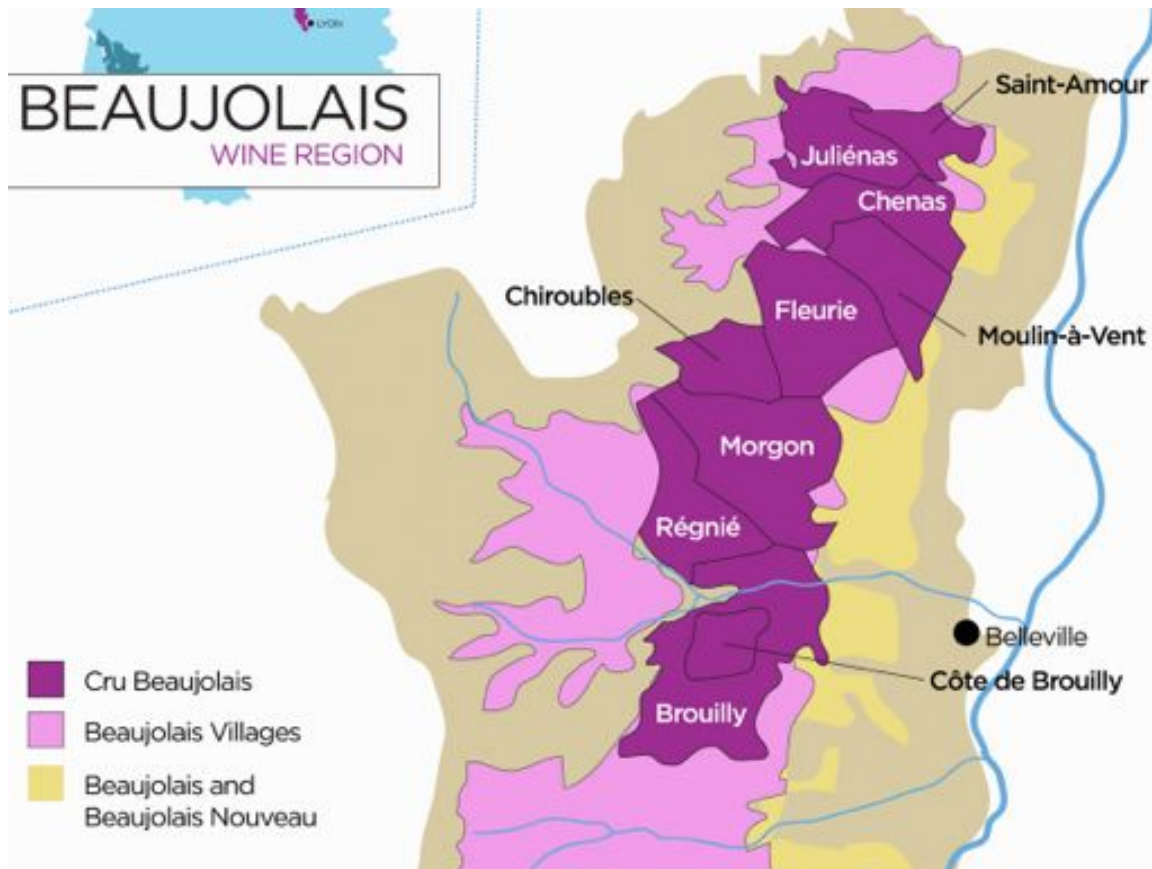 LYON
BEAUJOLAIS
WINE REGION
Saint-Amour
Juliénas
Chenas
Chiroubles
Fleurie
Moulin-à-Vent
Morgon
Régnié
Belleville
Côte de Brouilly
Brouilly
Cru Beaujolais
Beaujolais Villages
Beaujolais and
Beaujolais Nouveau